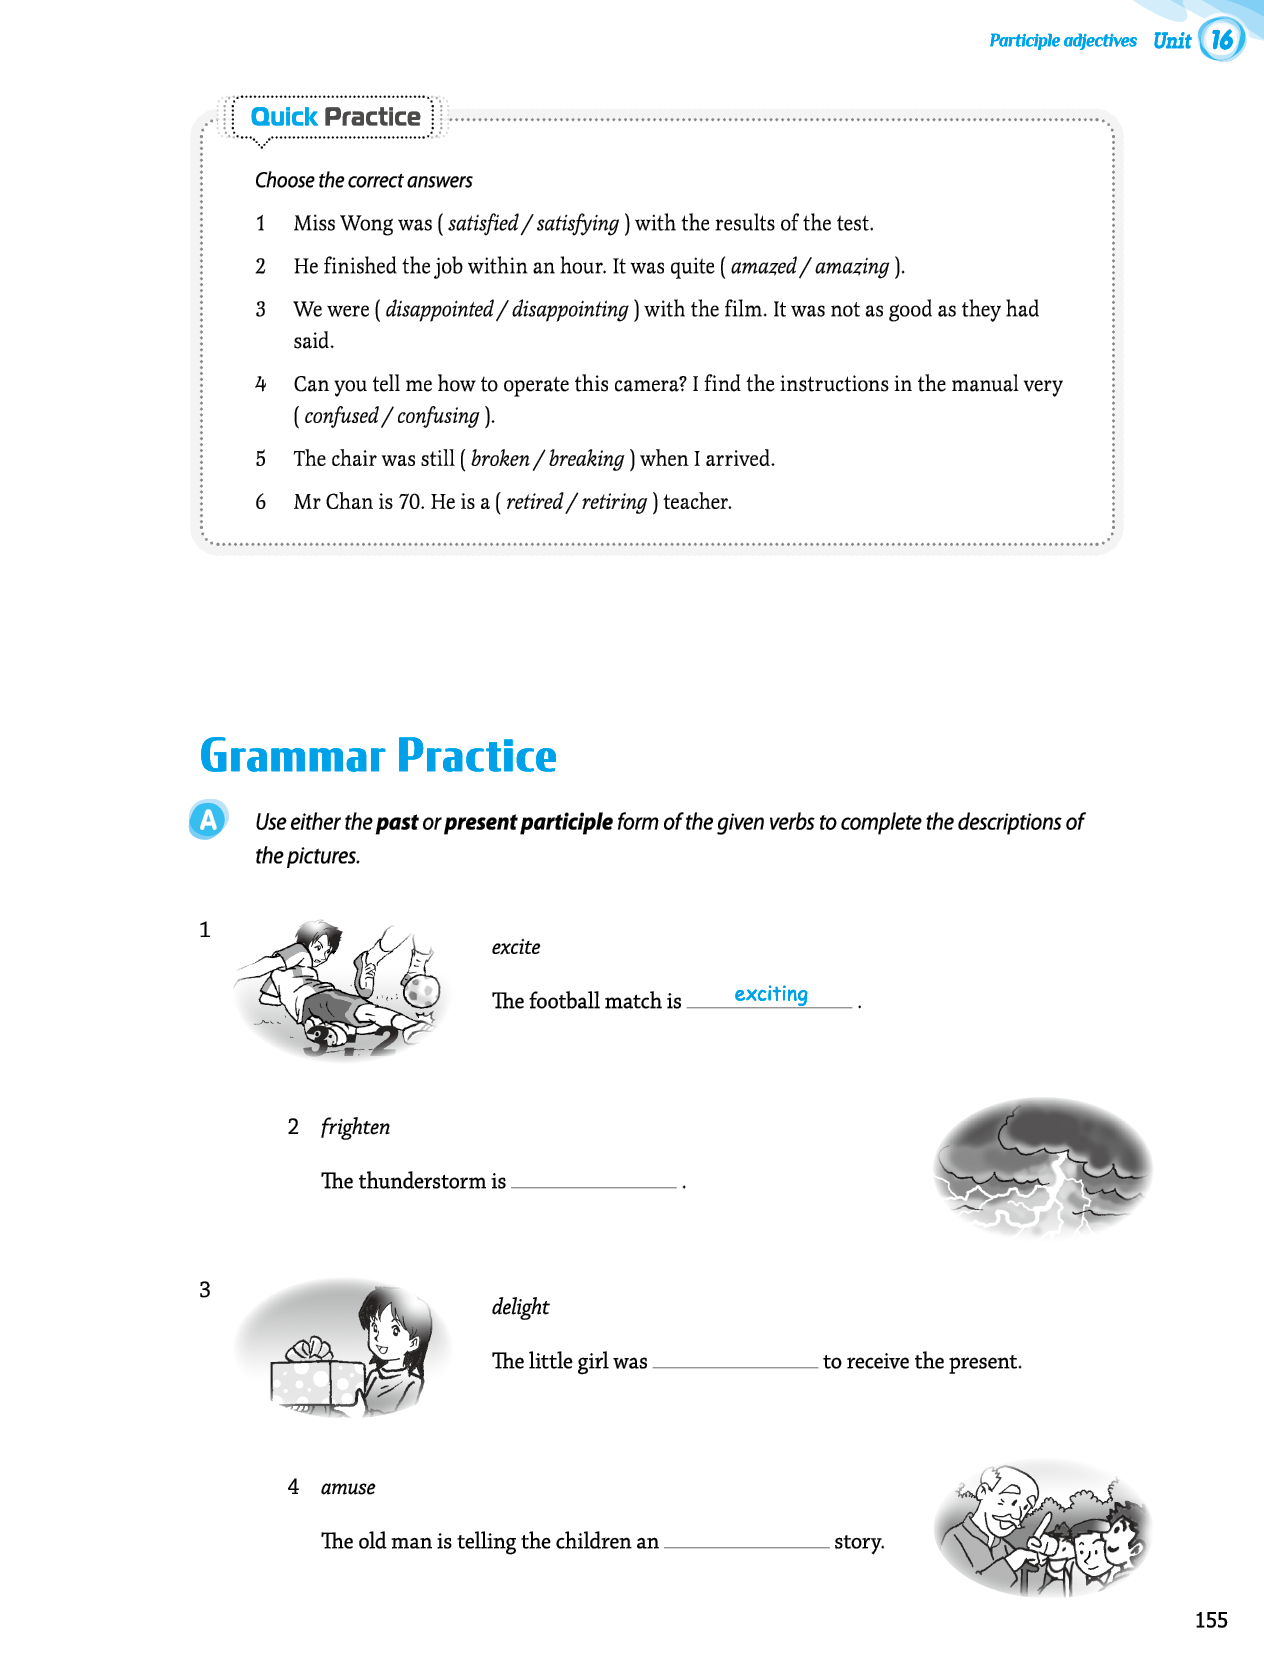 Participle adjectives Unit 16
Quick Practice
Choose the correct answers
1 Miss Wong was ( satisfied / satisfying ) with the results of the test.
2 He finished the job within an hour. It was quite ( amazed / amazing ).
3 We were ( disappointed / disappointing ) with the film. It was not as good as they had
said.
4 Can you tell me how to operate this camera? I find the instructions in the manual very
( confused / confusing ).
5 The chair was still ( broken / breaking ) when I arrived.
6 Mr Chan is 70. He is a ( retired / retiring ) teacher.
Grammar Practice
A Use either the past or present participle form of the given verbs to complete the descriptions of
the pictures.
1
excite
The football match is exciting .
3 : 2
2 frighten
The thunderstorm is ________ .
3
delight
The little girl was ________ to receive the present.
4 amuse
The old man is telling the children an ________ story.
155